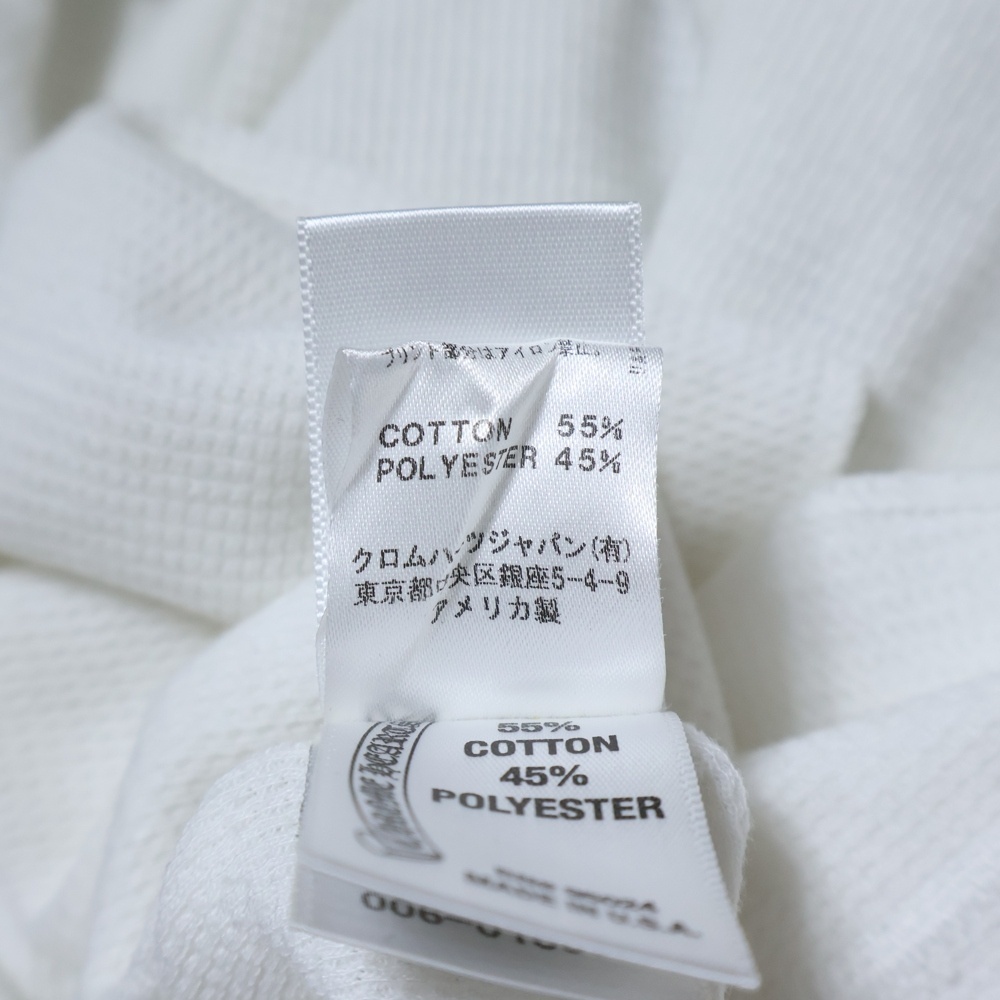 プリント部分はアイロン禁止。
COTTON 55%
POLYESTER 45%
クロムハーツジャパン(有)
東京都中央区銀座5-4-9
アメリカ製
55%
COTTON
45%
POLYESTER
CHROME HEARTS
MADE IN U.S.A.